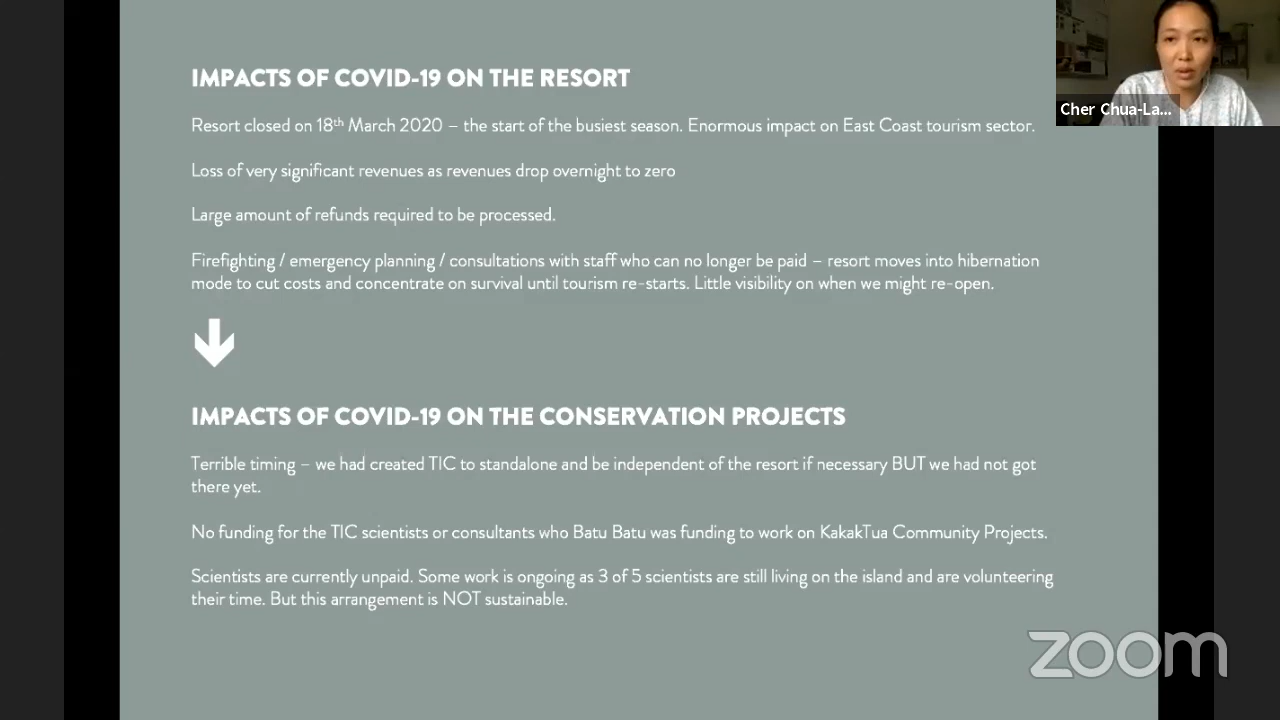 IMPACTS OF COVID-19 ON THE RESORT
Resort closed on 18th March 2020 – the start of the busiest season. Enormous impact on East Coast tourism sector.
Loss of very significant revenues as revenues drop overnight to zero
Large amount of refunds required to be processed.
Firefighting / emergency planning / consultations with staff who can no longer be paid – resort moves into hibernation
mode to cut costs and concentrate on survival until tourism re-starts. Little visibility on when we might re-open.
IMPACTS OF COVID-19 ON THE CONSERVATION PROJECTS
Terrible timing – we had created TIC to standalone and be independent of the resort if necessary BUT we had not got
there yet.
No funding for the TIC scientists or consultants who Batu Batu was funding to work on KakakTua Community Projects.
Scientists are currently unpaid. Some work is ongoing as 3 of 5 scientists are still living on the island and are volunteering
their time. But this arrangement is NOT sustainable.
Cher Chua-La...
zoom